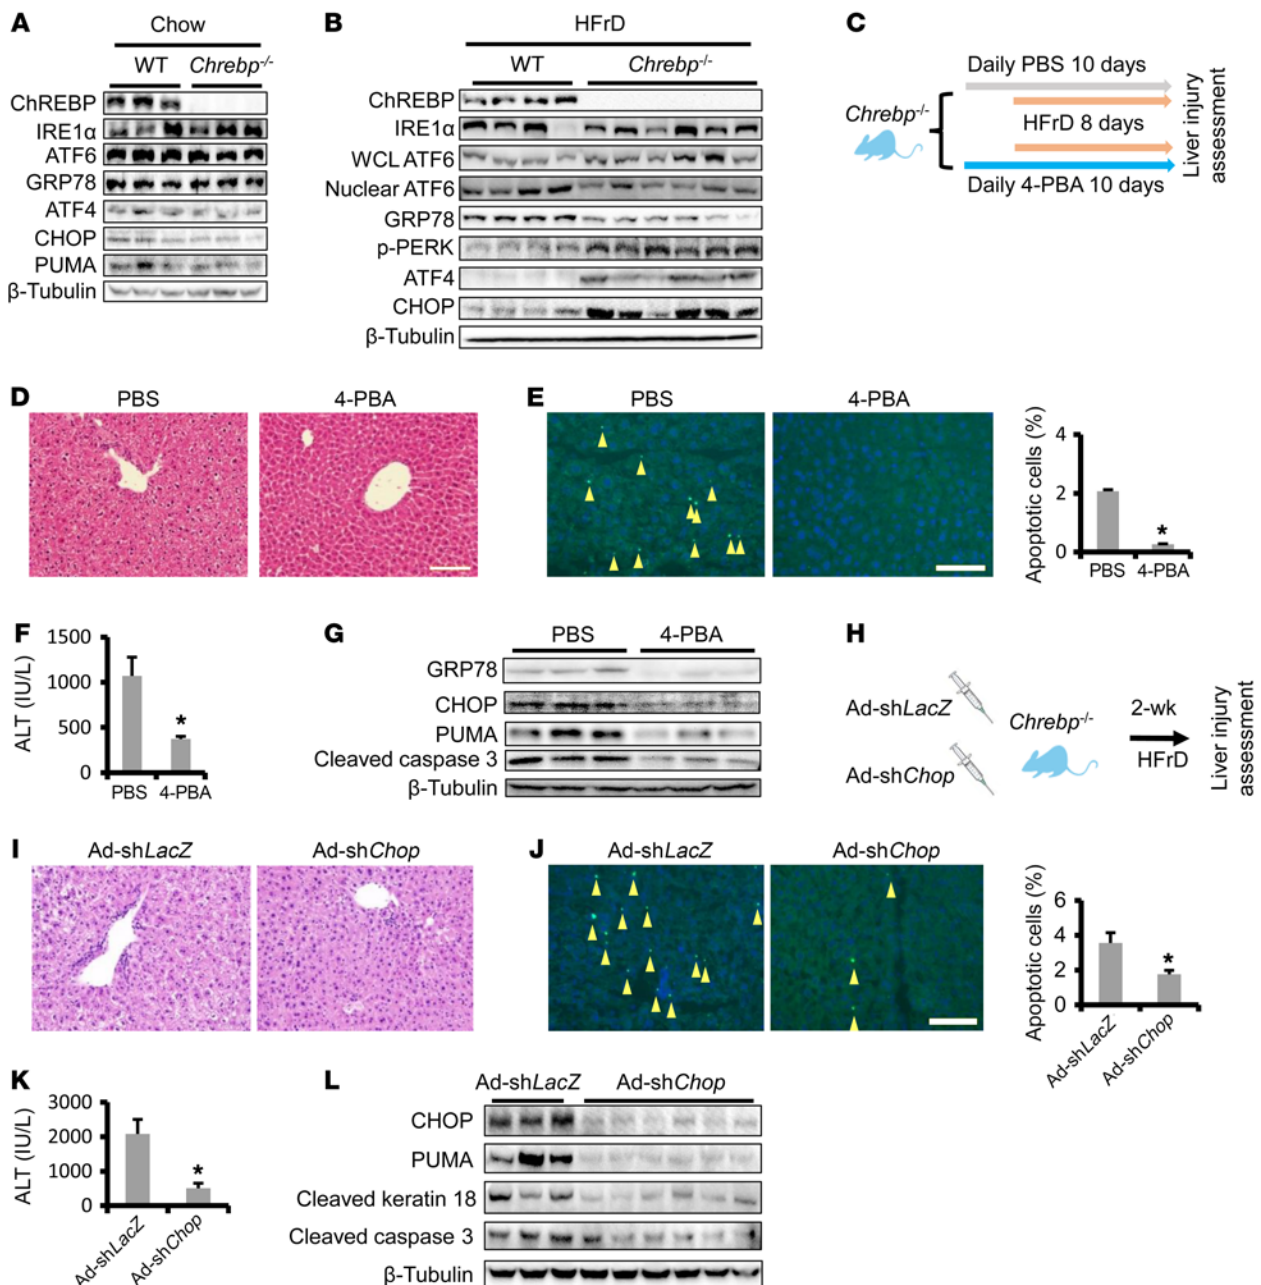 A
Chow
WT Chrebp-/-
ChREBP
IRE1α
ATF6
GRP78
ATF4
CHOP
PUMA
β-Tubulin
B
HFrD
WT Chrebp-/-
ChREBP
IRE1α
WCL ATF6
Nuclear ATF6
GRP78
p-PERK
ATF4
CHOP
β-Tubulin
C
Daily PBS 10 days
Chrebp-/-
HFrD 8 days
Daily 4-PBA 10 days
Liver injury
assessment
D
PBS 4-PBA
E
PBS 4-PBA
Apoptotic cells (%)
4
2
0
*
PBS 4-PBA
F
ALT (IU/L)
1500
1000
500
0
*
PBS 4-PBA
G
PBS 4-PBA
GRP78
CHOP
PUMA
Cleaved caspase 3
β-Tubulin
H
Ad-shLacZ
Ad-shChop
Chrebp-/-
2-wk
HFrD
Liver injury
assessment
I
Ad-shLacZ Ad-shChop
J
Ad-shLacZ Ad-shChop
Apoptotic cells (%)
6
4
2
0
*
Ad-shLacZ Ad-shChop
K
ALT (IU/L)
3000
2000
1000
0
*
Ad-shLacZ Ad-shChop
L
Ad-shLacZ Ad-shChop
CHOP
PUMA
Cleaved keratin 18
Cleaved caspase 3
β-Tubulin